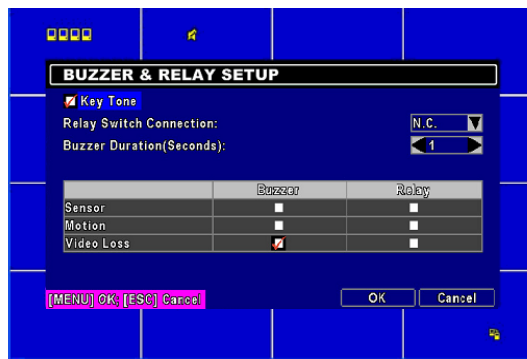 BUZZER & RELAY SETUP
Key Tone
Relay Switch Connection: N.C.
Buzzer Duration(Seconds): 1
Buzzer Relay
Sensor
Motion
Video Loss
[MENU] OK; [ESC] Cancel OK Cancel